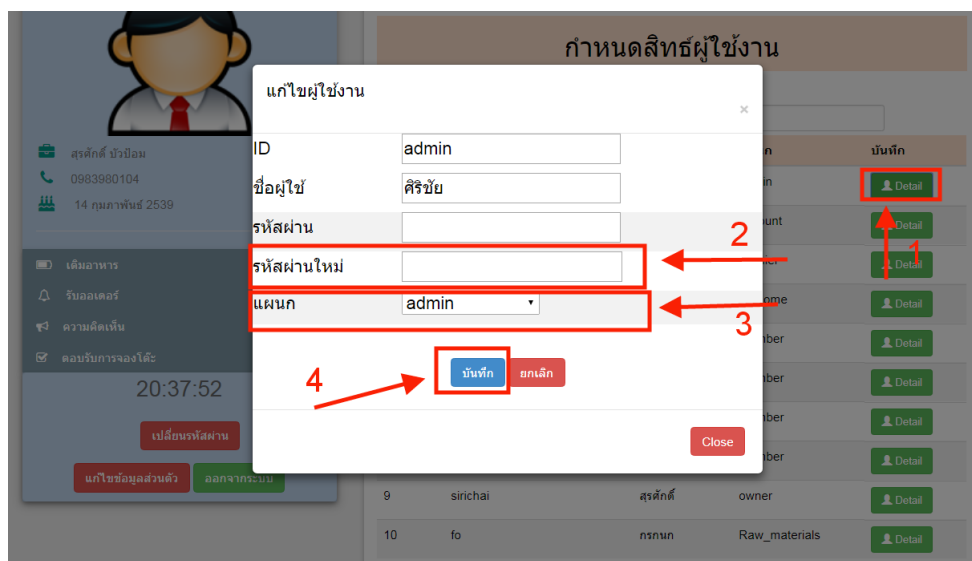 กำหนดสิทธ์ผู้ใช้งาน
แก้ไขผู้ใช้งาน
×
ID admin
ชื่อผู้ใช้ ศิริชัย
รหัสผ่าน
รหัสผ่านใหม่
แผนก admin
บันทึก ยกเลิก
Close
1
2
3
4
สุรศักดิ์ บัวป้อม
0983980104
14 กุมภาพันธ์ 2539
เติมอาหาร
รับออเดอร์
ความคิดเห็น
ตอบรับการจองโต๊ะ
20:37:52
เปลี่ยนรหัสผ่าน
แก้ไขข้อมูลส่วนตัว ออกจากระบบ
บันทึก
Detail
Detail
Detail
Detail
Detail
Detail
Detail
Detail
9 sirichai สุรศักดิ์ owner Detail
10 fo กรกนก Raw_materials Detail